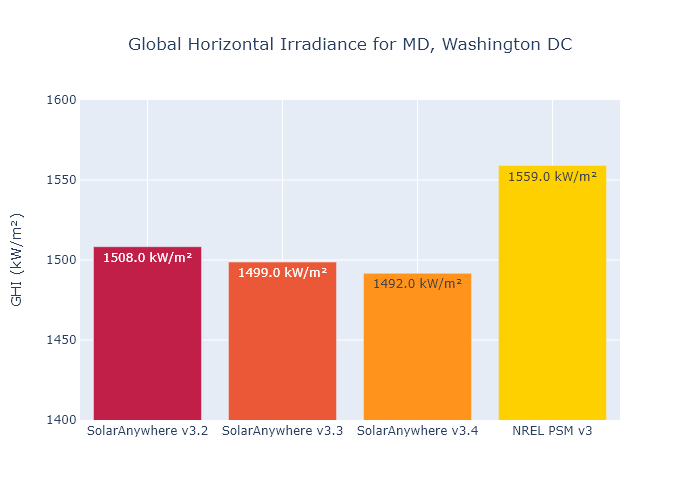 Global Horizontal Irradiance for MD, Washington DC
1600
1550
1500
1450
1400
GHI (kW/m²)
1508.0 kW/m²
1499.0 kW/m²
1492.0 kW/m²
1559.0 kW/m²
SolarAnywhere v3.2
SolarAnywhere v3.3
SolarAnywhere v3.4
NREL PSM v3